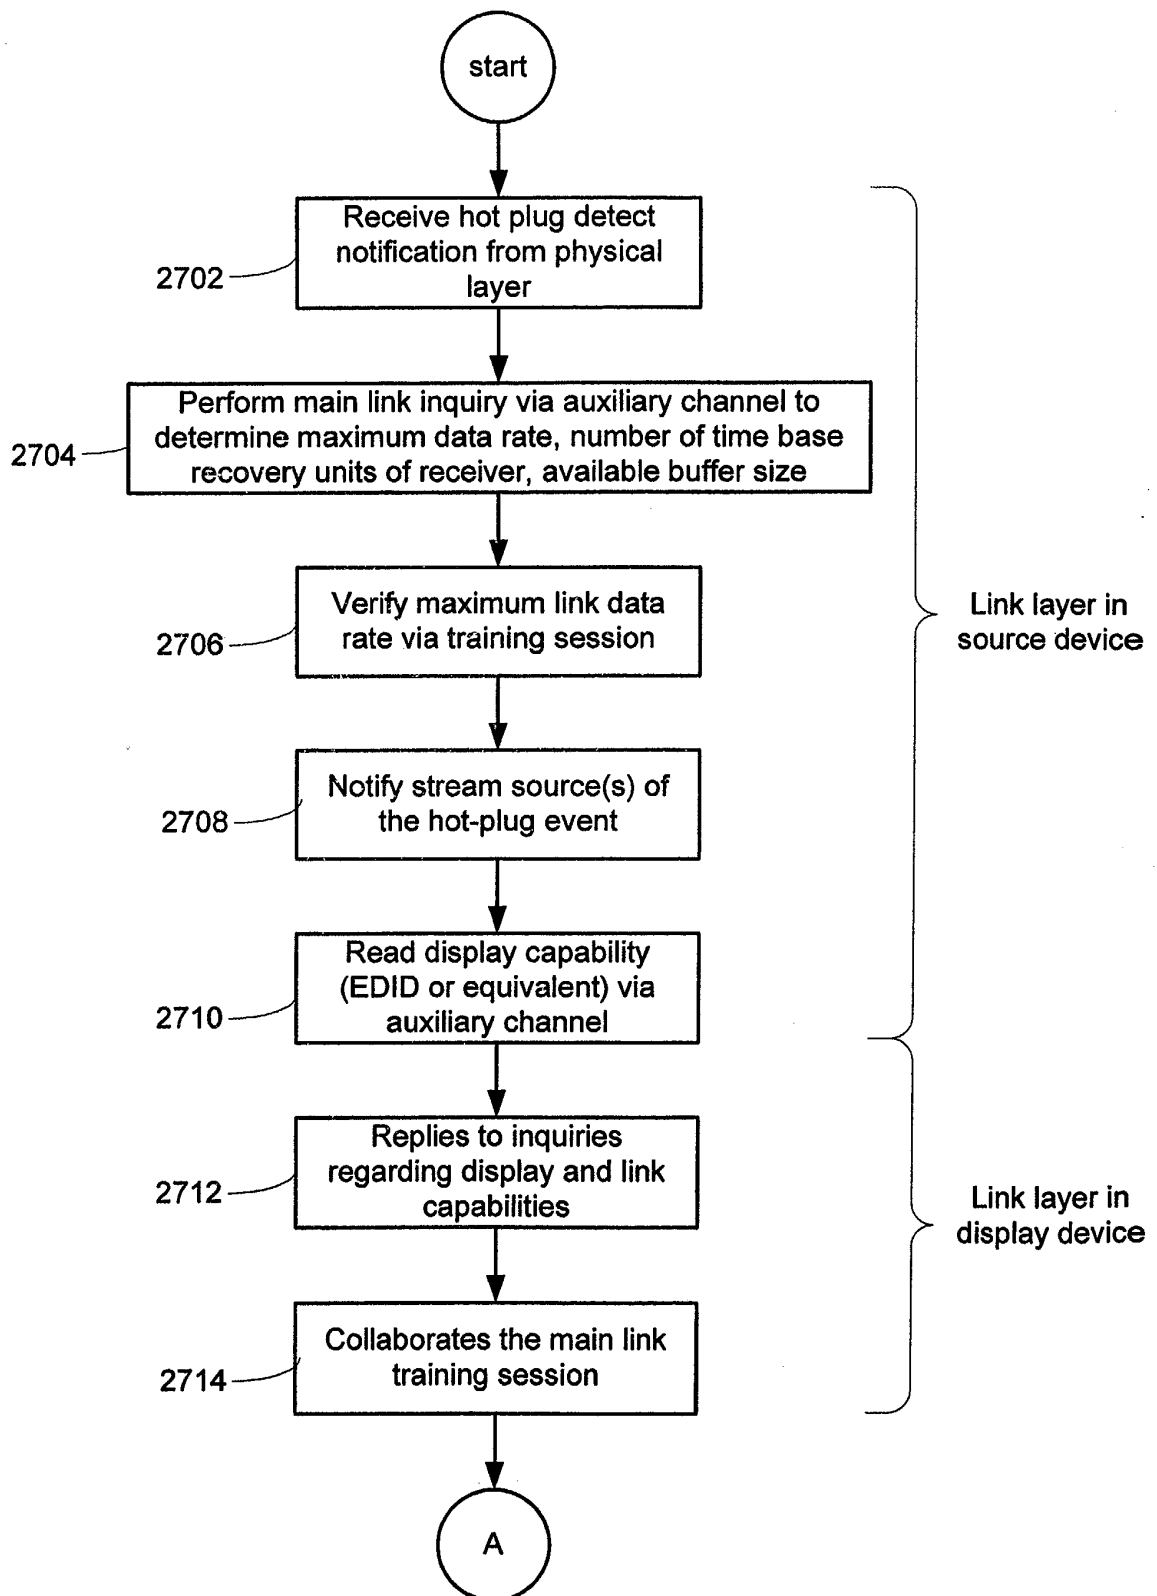 start
Receive hot plug detect
notification from physical
layer
2702
Perform main link inquiry via auxiliary channel to
determine maximum data rate, number of time base
recovery units of receiver, available buffer size
2704
Verify maximum link data
rate via training session
2706
Link layer in
source device
Notify stream source(s) of
the hot-plug event
2708
Read display capability
(EDID or equivalent) via
auxiliary channel
2710
Replies to inquiries
regarding display and link
capabilities
2712
Link layer in
display device
Collaborates the main link
training session
2714
A